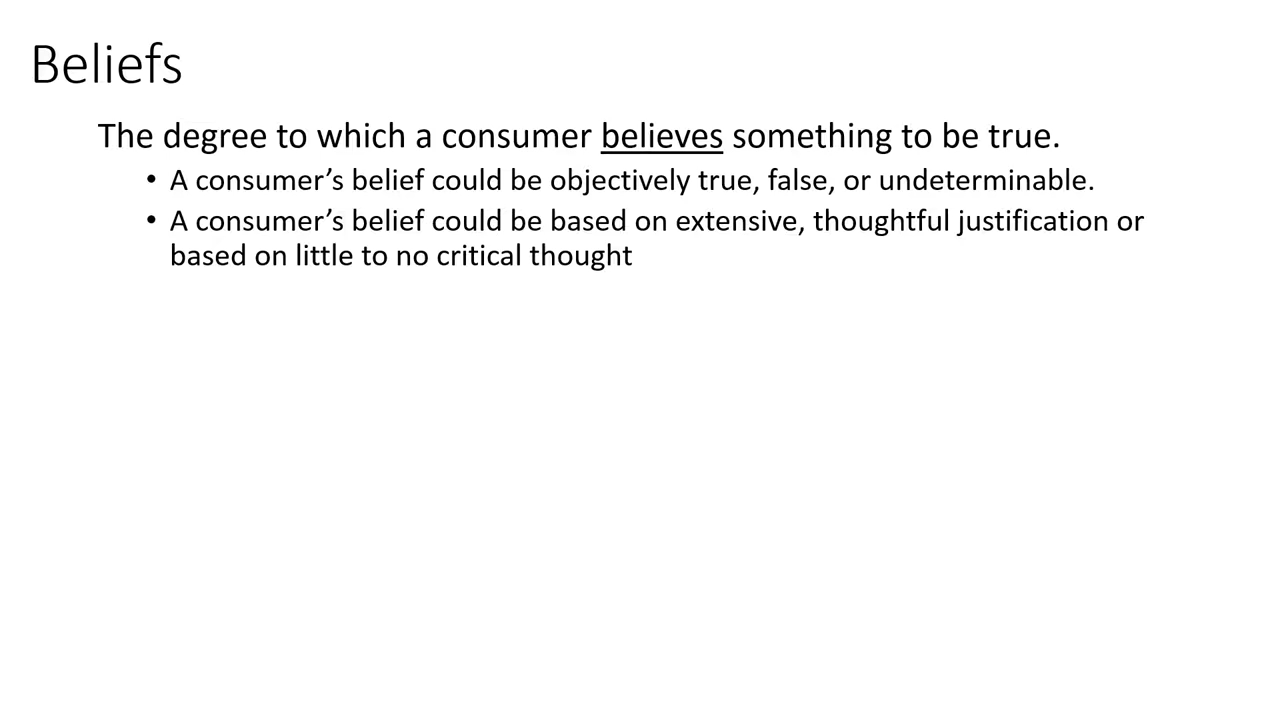 Beliefs
The degree to which a consumer believes something to be true.
• A consumer’s belief could be objectively true, false, or undeterminable.
• A consumer’s belief could be based on extensive, thoughtful justification or
based on little to no critical thought